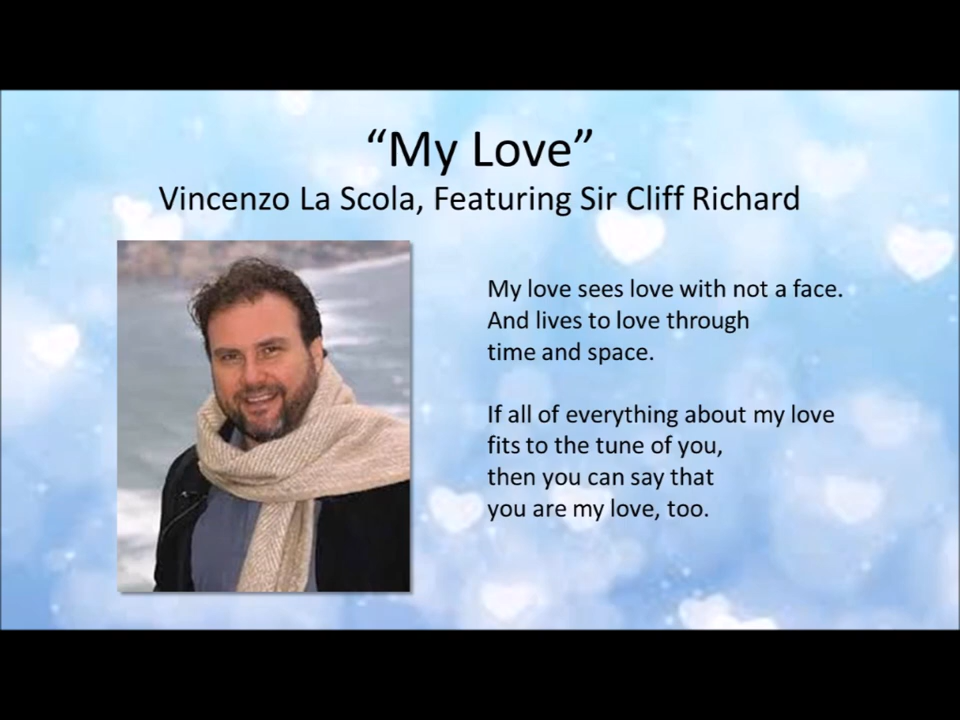 “My Love”
Vincenzo La Scola, Featuring Sir Cliff Richard
My love sees love with not a face.
And lives to love through
time and space.
If all of everything about my love
fits to the tune of you,
then you can say that
you are my love, too.